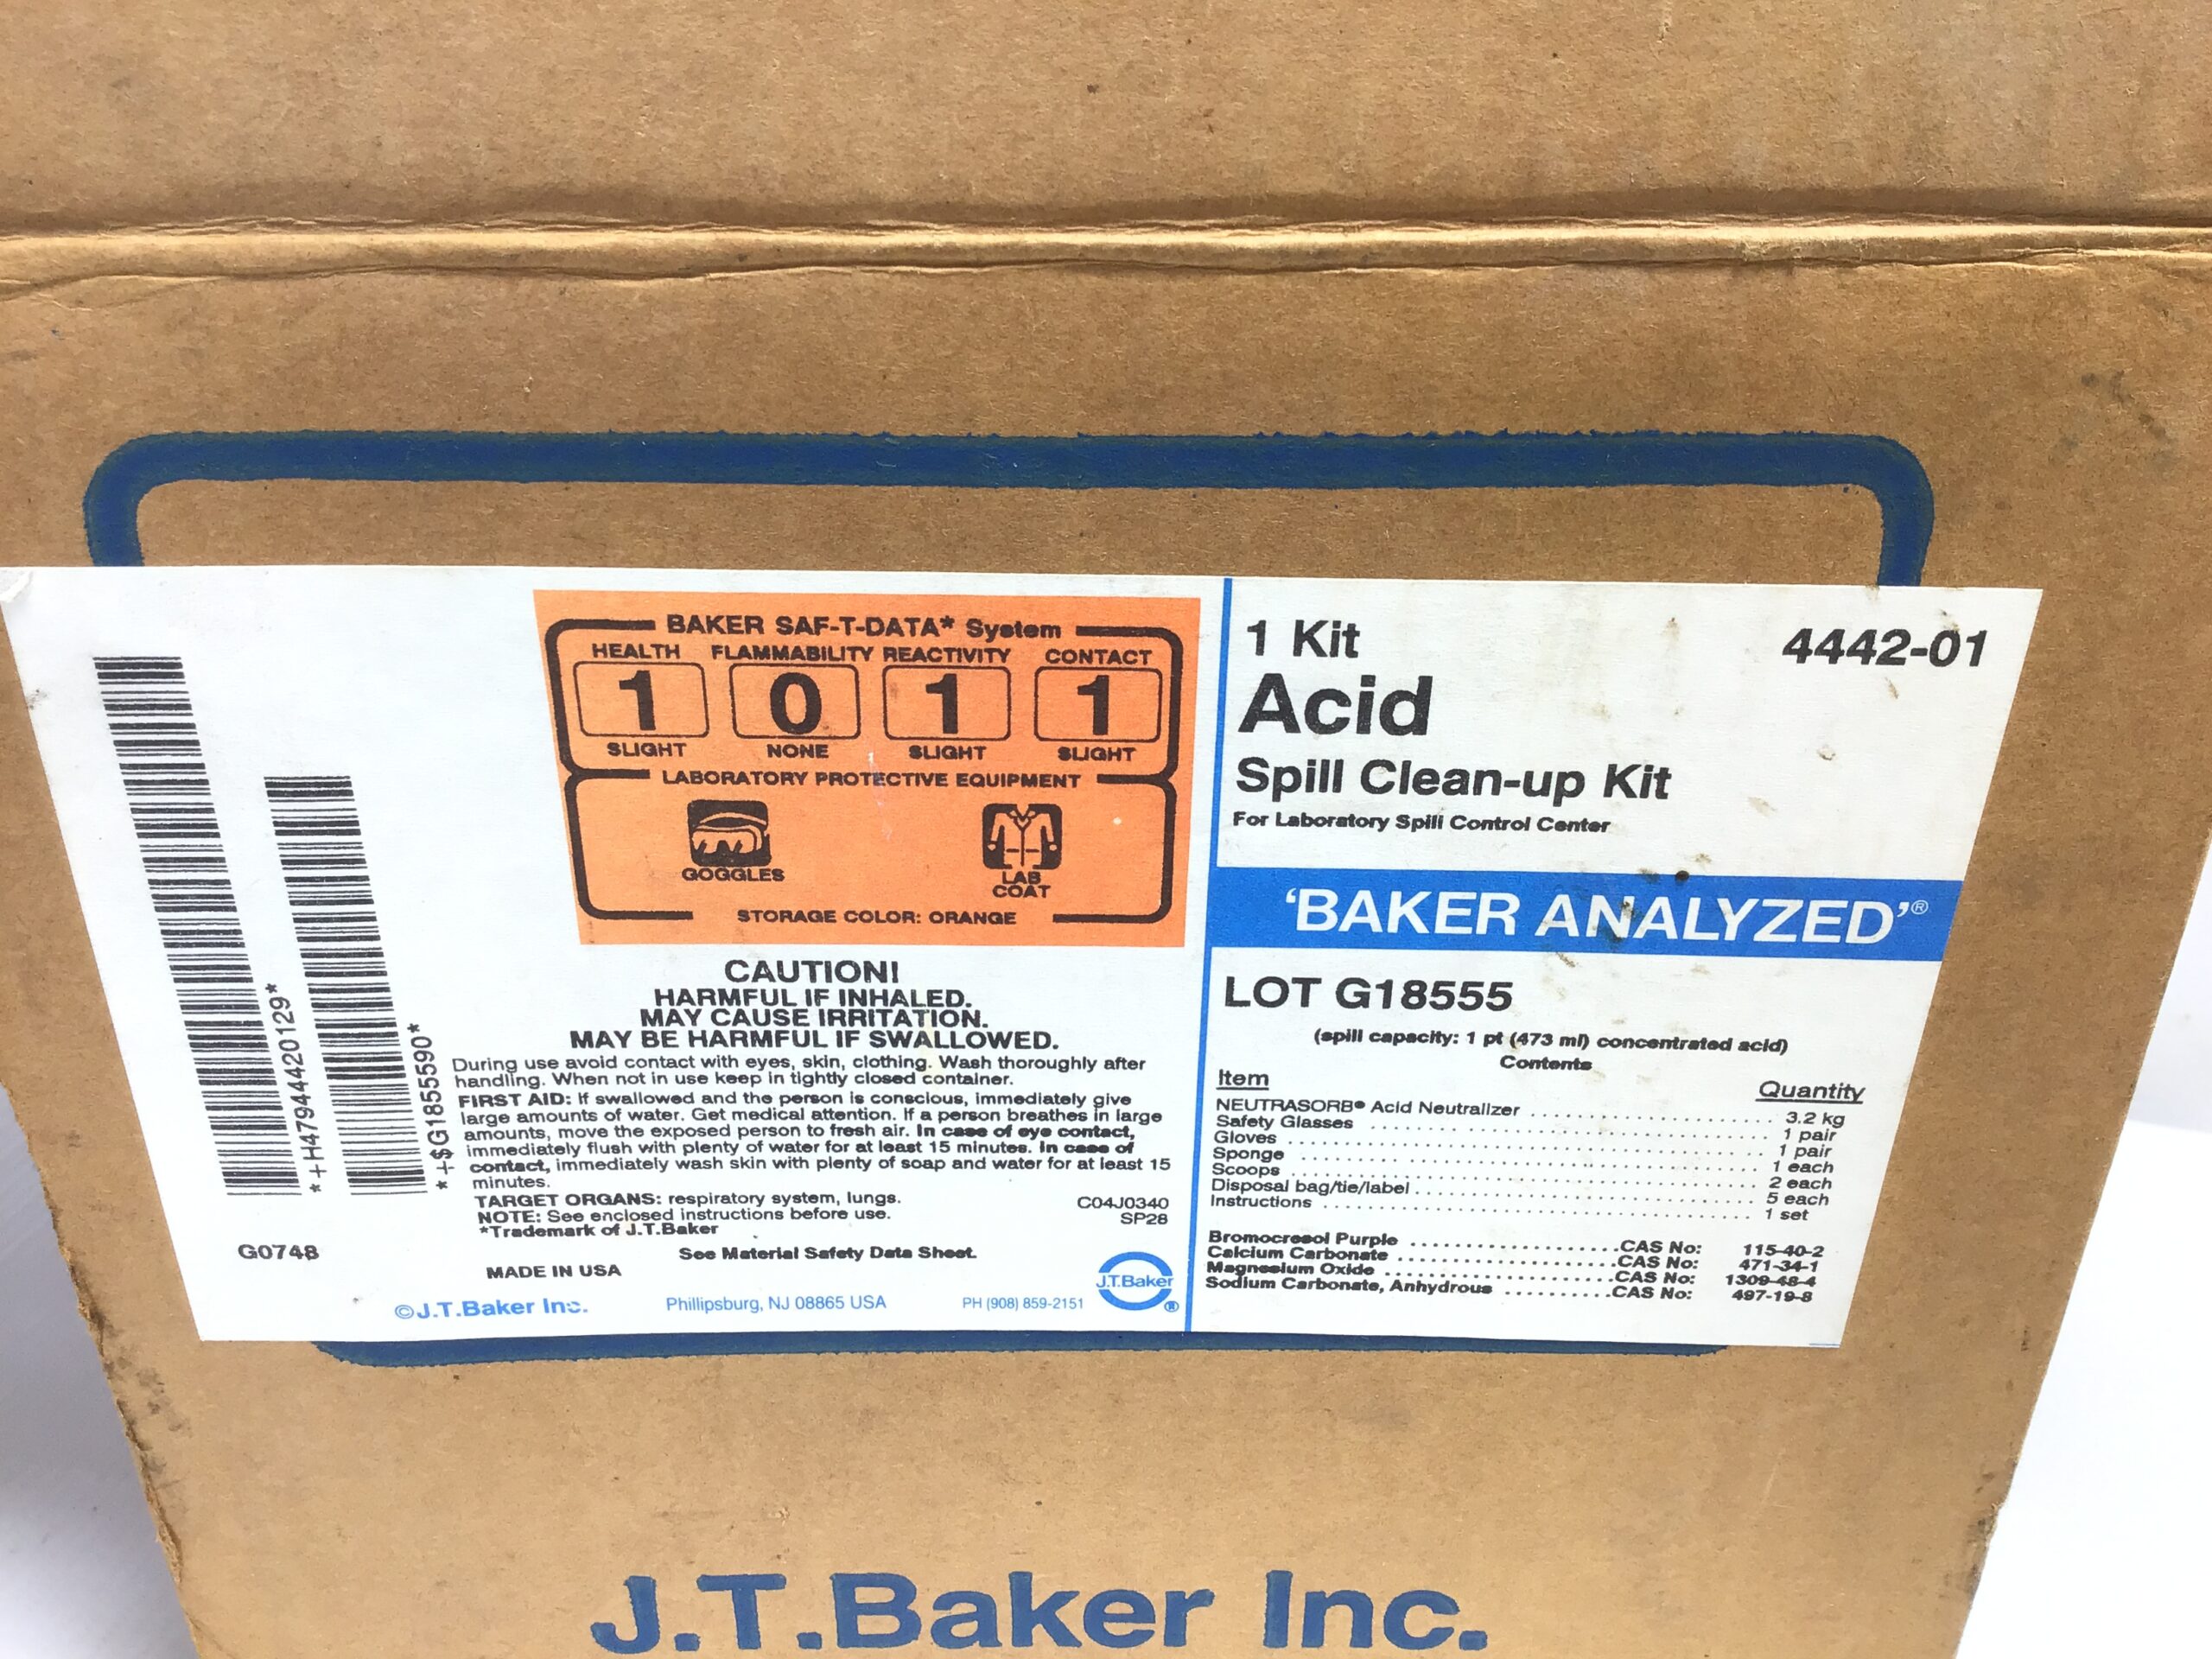 BAKER SAF-T-DATA* System
HEALTH FLAMMABILITY REACTIVITY CONTACT
1 0 1 1
SLIGHT NONE SLIGHT SLIGHT
LABORATORY PROTECTIVE EQUIPMENT
GOGGLES
LAB
COAT
STORAGE COLOR: ORANGE
CAUTION!
HARMFUL IF INHALED.
MAY CAUSE IRRITATION.
MAY BE HARMFUL IF SWALLOWED.
During use avoid contact with eyes, skin, clothing. Wash thoroughly after
handling. When not in use keep in tightly closed container.
FIRST AID: If swallowed and the person is conscious, immediately give
large amounts of water. Get medical attention. If a person breathes in large
amounts, move the exposed person to fresh air. In case of eye contact,
immediately flush with plenty of water for at least 15 minutes. In case of
contact, immediately wash skin with plenty of soap and water for at least 15
minutes.
TARGET ORGANS: respiratory system, lungs.
C04J0340
NOTE: See enclosed instructions before use.
SP28
*Trademark of J.T.Baker
See Material Safety Data Sheet.
MADE IN USA
J.T.Baker
®
©J.T.Baker Inc. Phillipsburg, NJ 08865 USA PH (908) 859-2151
*+H4794442 0129*
*+$G1855590*
G0748
1 Kit 4442-01
Acid
Spill Clean-up Kit
For Laboratory Spill Control Center
‘BAKER ANALYZED’®
LOT G18555
(spill capacity: 1 pt (473 ml) concentrated acid)
Contents
Item Quantity
NEUTRASORB® Acid Neutralizer 3.2 kg
Safety Glasses 1 pair
Gloves 1 pair
Sponge 1 each
Scoops 2 each
Disposal bag/tie/label 5 each
Instructions 1 set
Bromocresol Purple CAS No: 115-40-2
Calcium Carbonate CAS No: 471-34-1
Magnesium Oxide CAS No: 1309-48-4
Sodium Carbonate, Anhydrous CAS No: 497-19-8
J.T.Baker Inc.